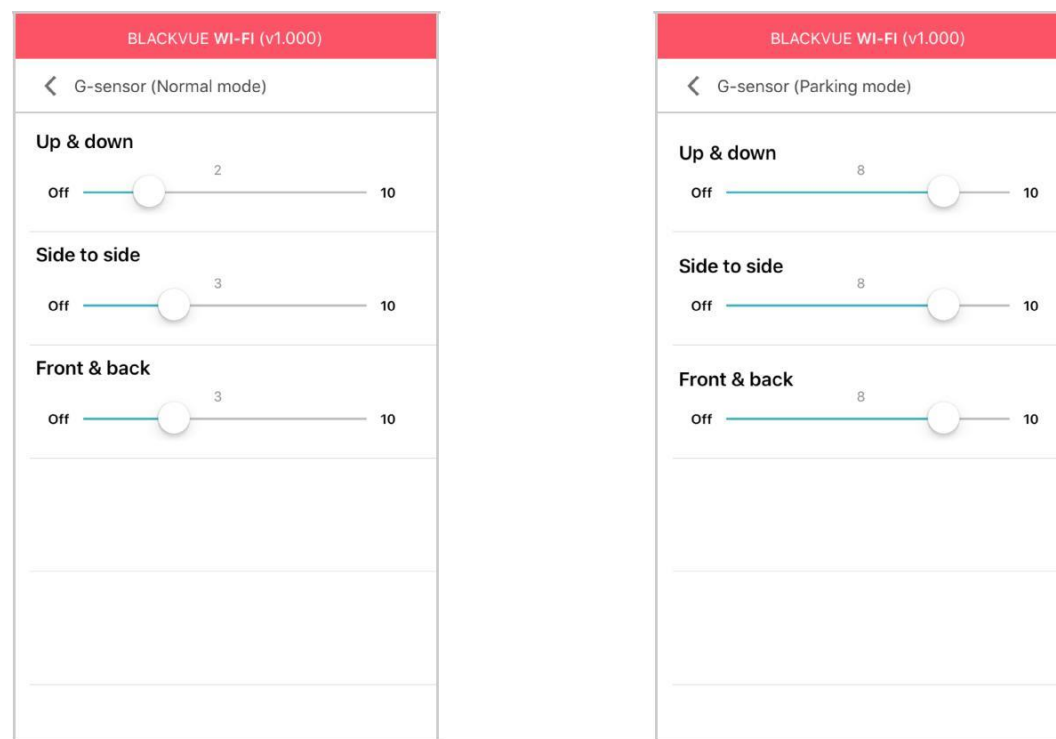 BLACKVUE WI-FI (v1.000)
G-sensor (Normal mode)
Up & down
2
Off 10
Side to side
3
Off 10
Front & back
3
Off 10
BLACKVUE WI-FI (v1.000)
G-sensor (Parking mode)
Up & down
8
Off 10
Side to side
8
Off 10
Front & back
8
Off 10